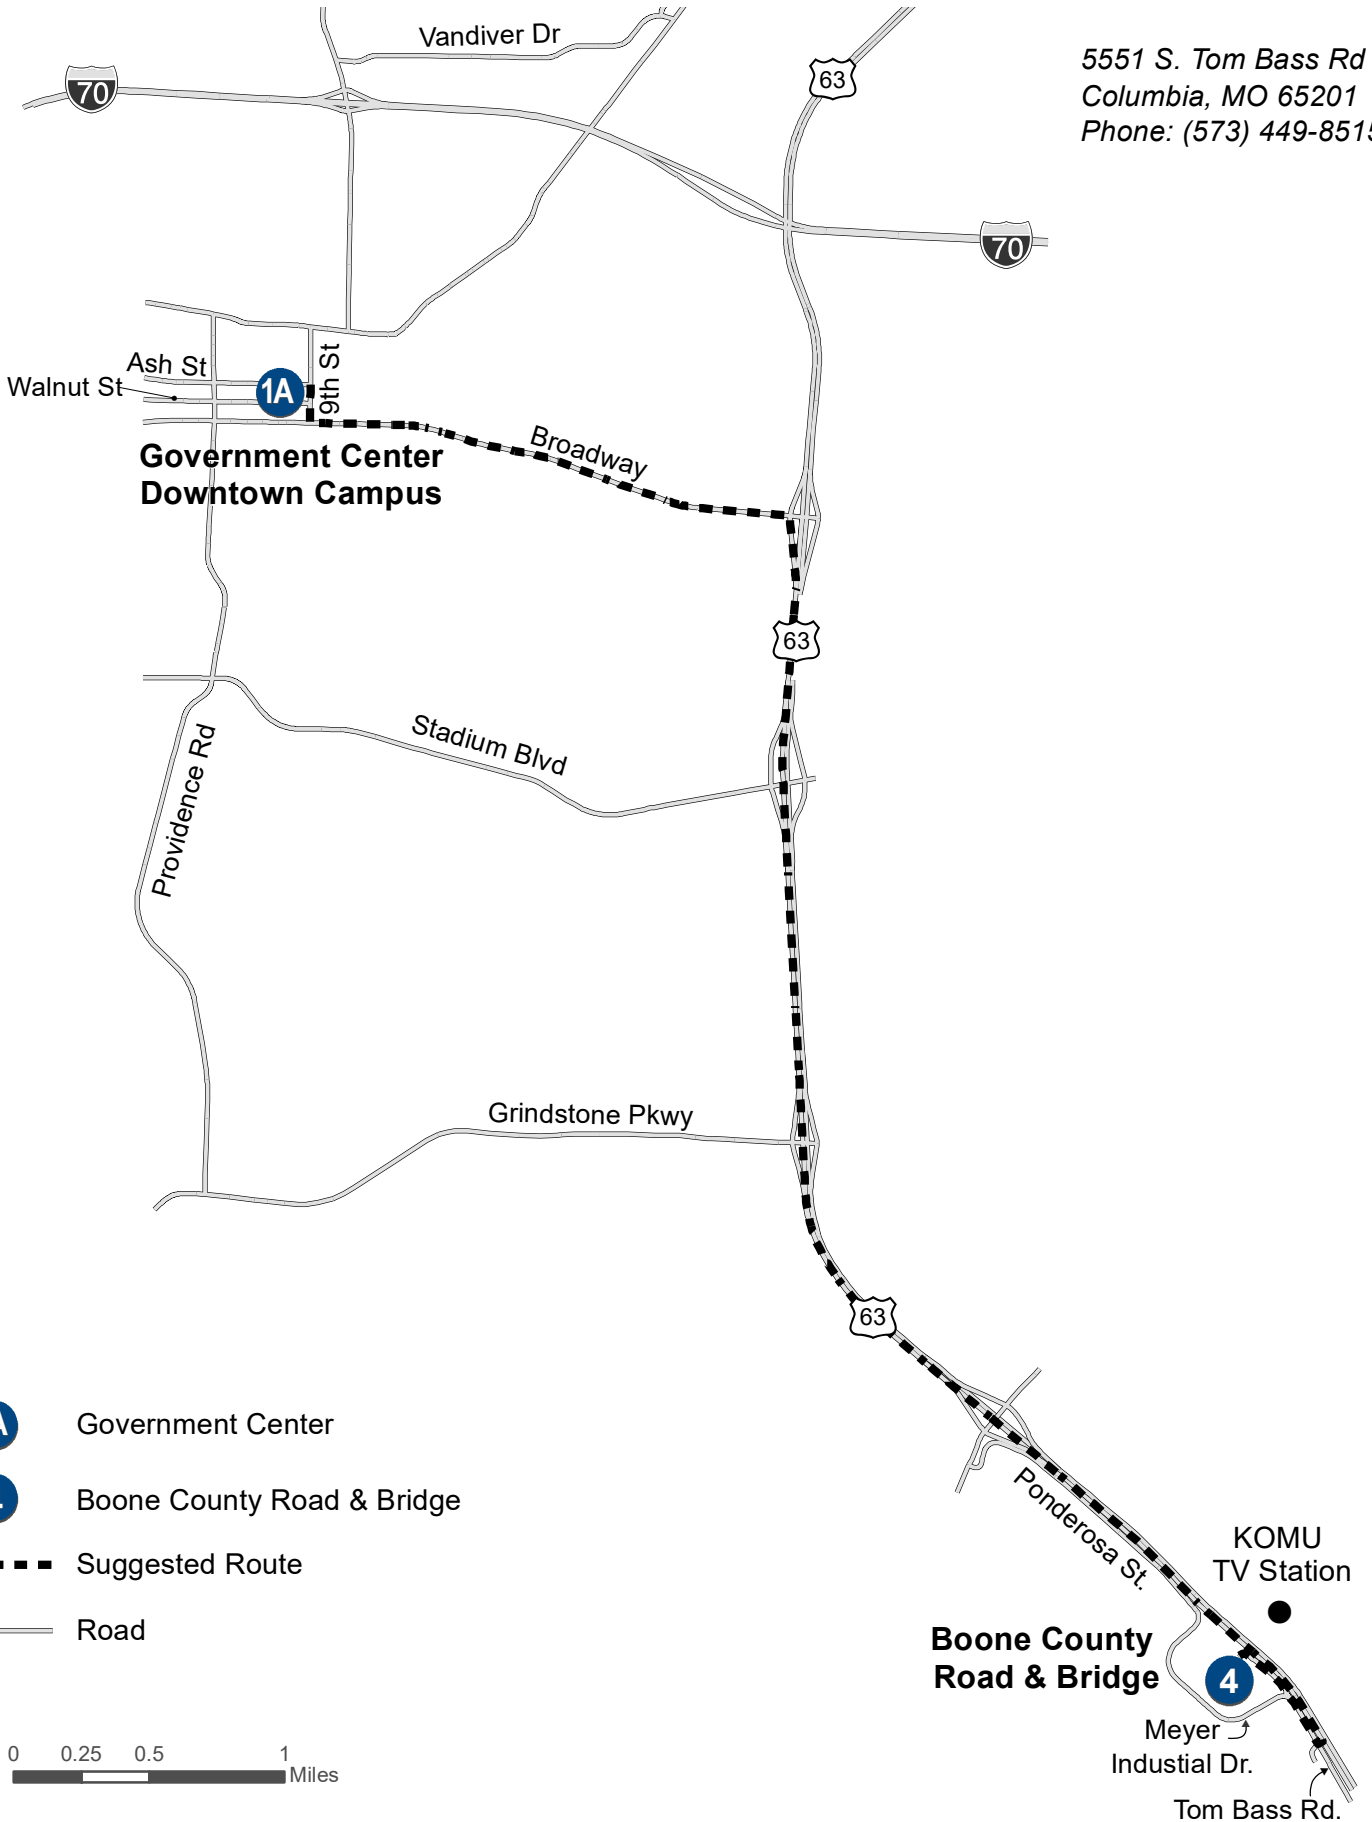 Vandiver Dr
5551 S. Tom Bass Rd
Columbia, MO 65201
Phone: (573) 449-8515
70
63
70
Ash St
Walnut St
1A
9th St
Broadway
Government Center
Downtown Campus
63
Stadium Blvd
Providence Rd
Grindstone Pkwy
63
A
Government Center
Boone County Road & Bridge
Suggested Route
Road
Ponderosa St.
KOMU
TV Station
Boone County
Road & Bridge
4
Meyer
Industial Dr.
Tom Bass Rd.
0 0.25 0.5 1
Miles